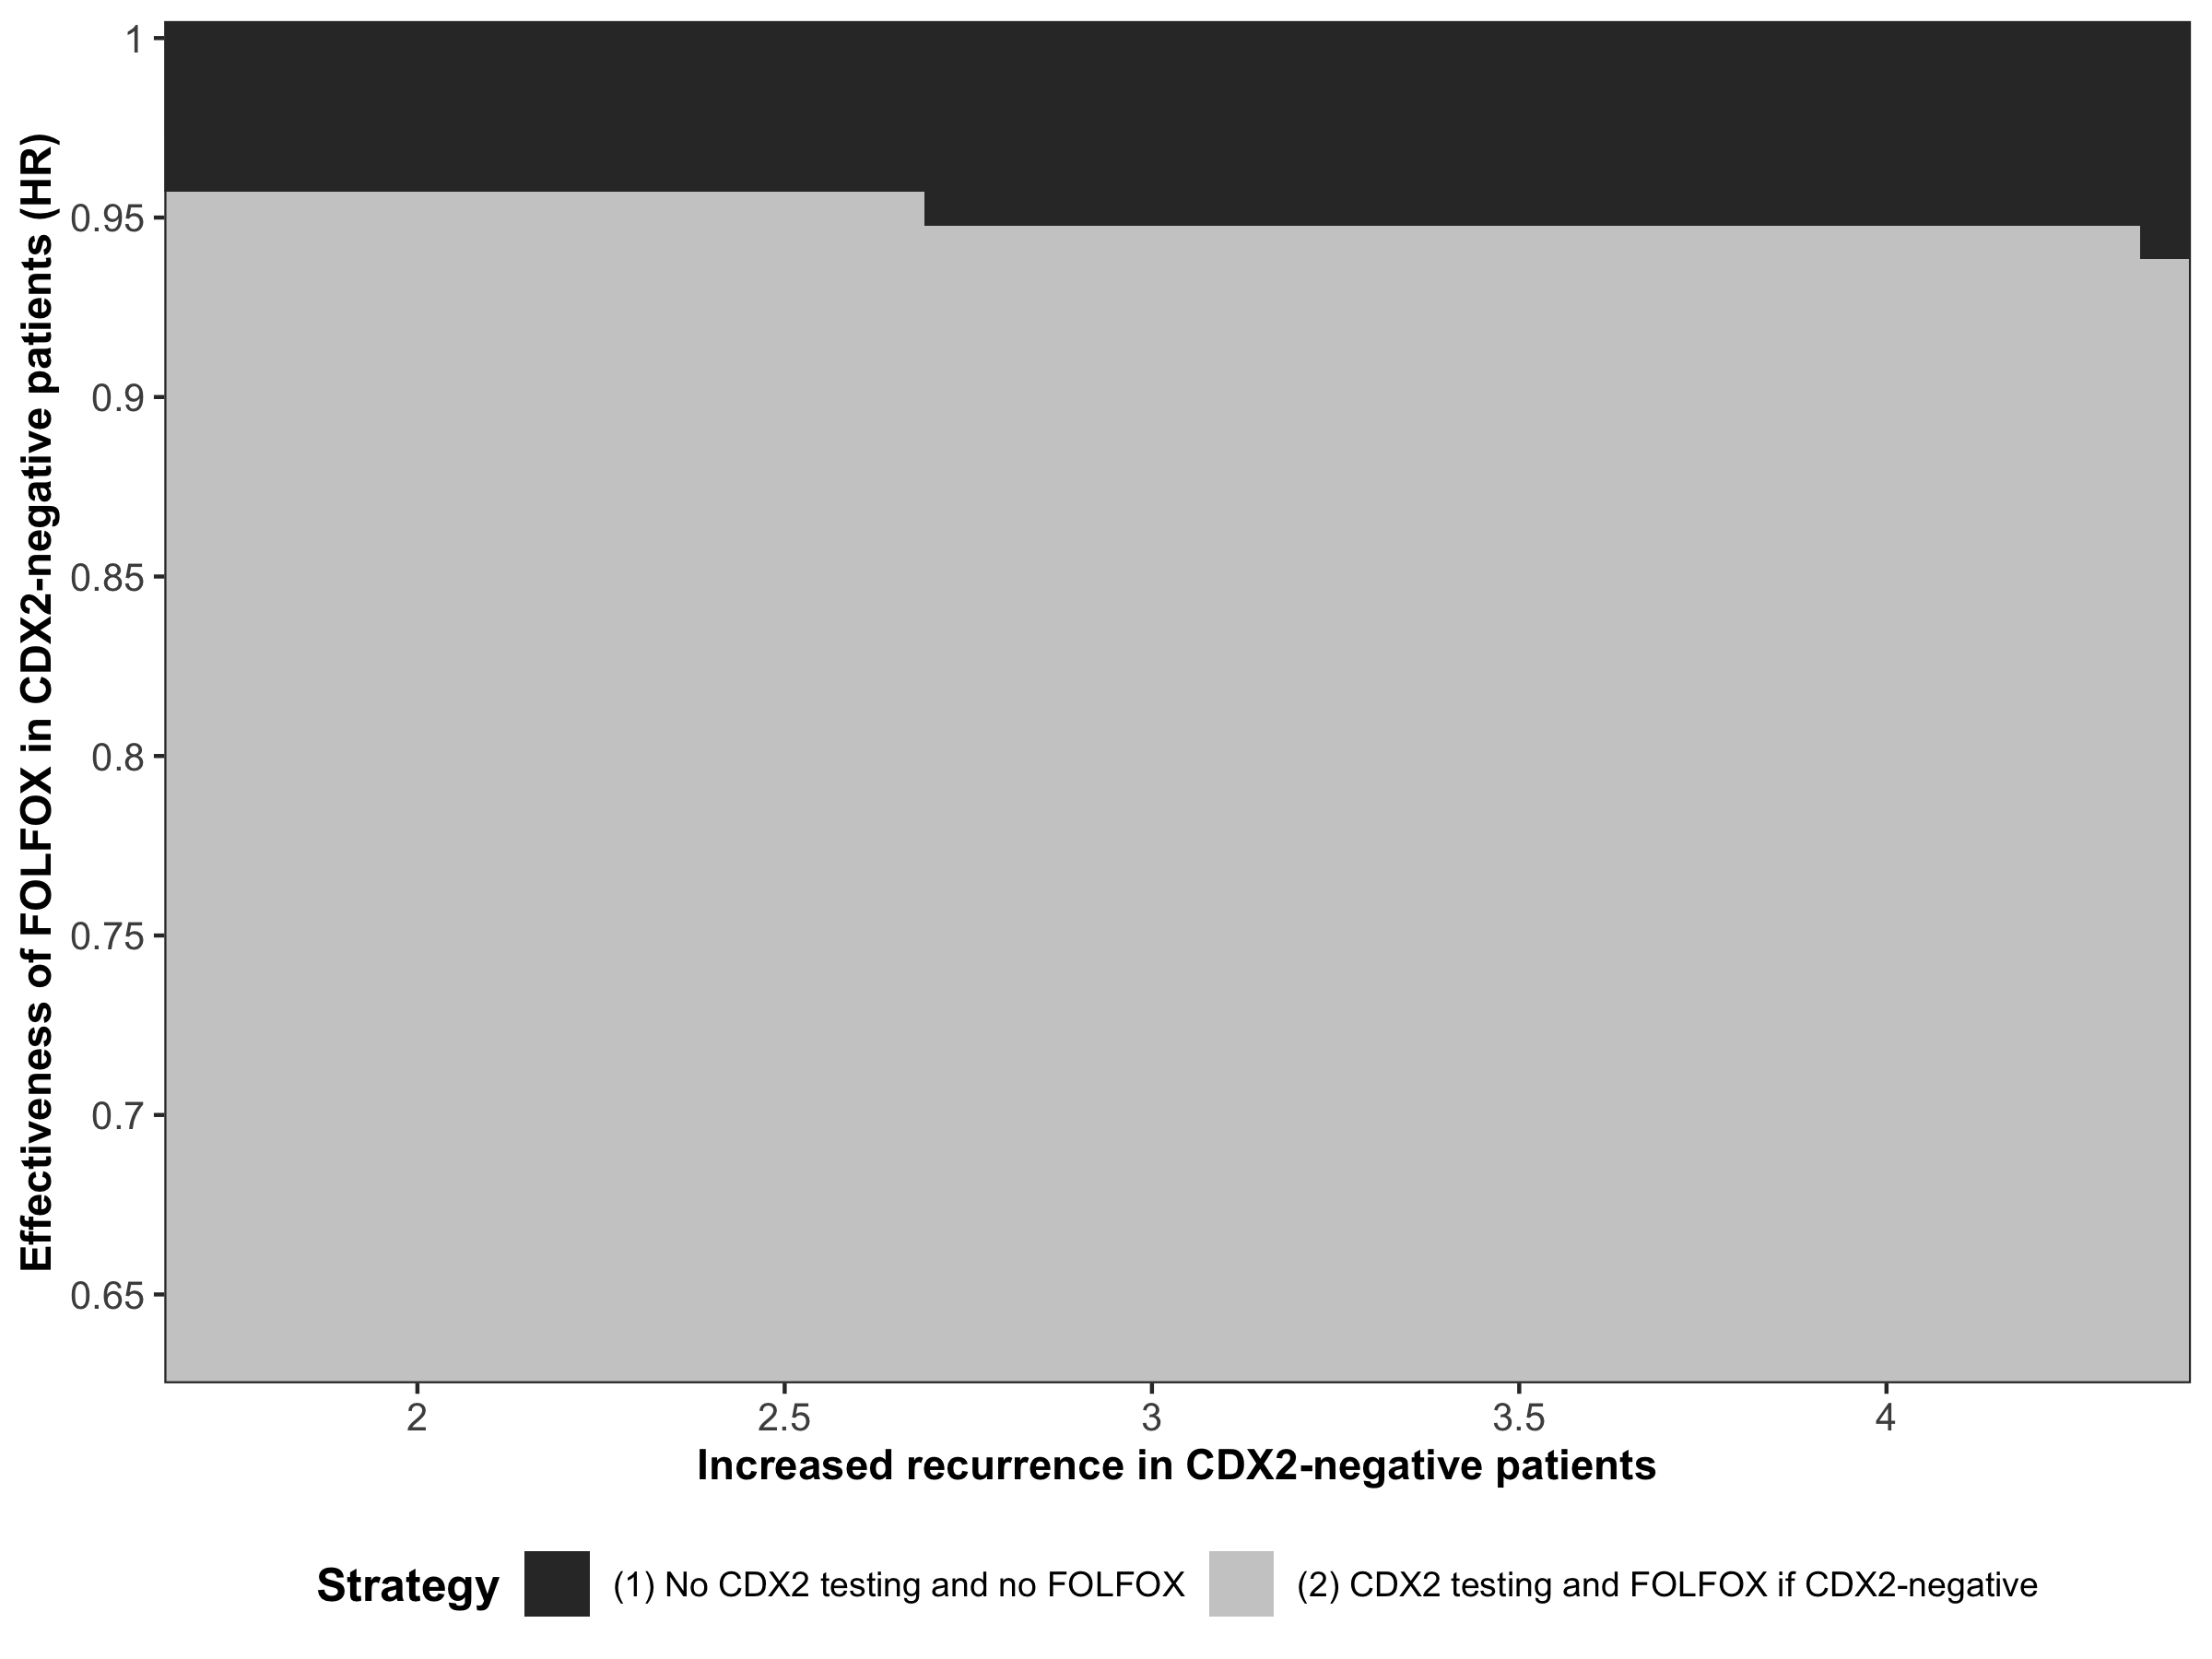 Effectiveness of FOLFOX in CDX2-negative patients (HR)
1
0.95
0.9
0.85
0.8
0.75
0.7
0.65
2 2.5 3 3.5 4
Increased recurrence in CDX2-negative patients
Strategy (1) No CDX2 testing and no FOLFOX (2) CDX2 testing and FOLFOX if CDX2-negative